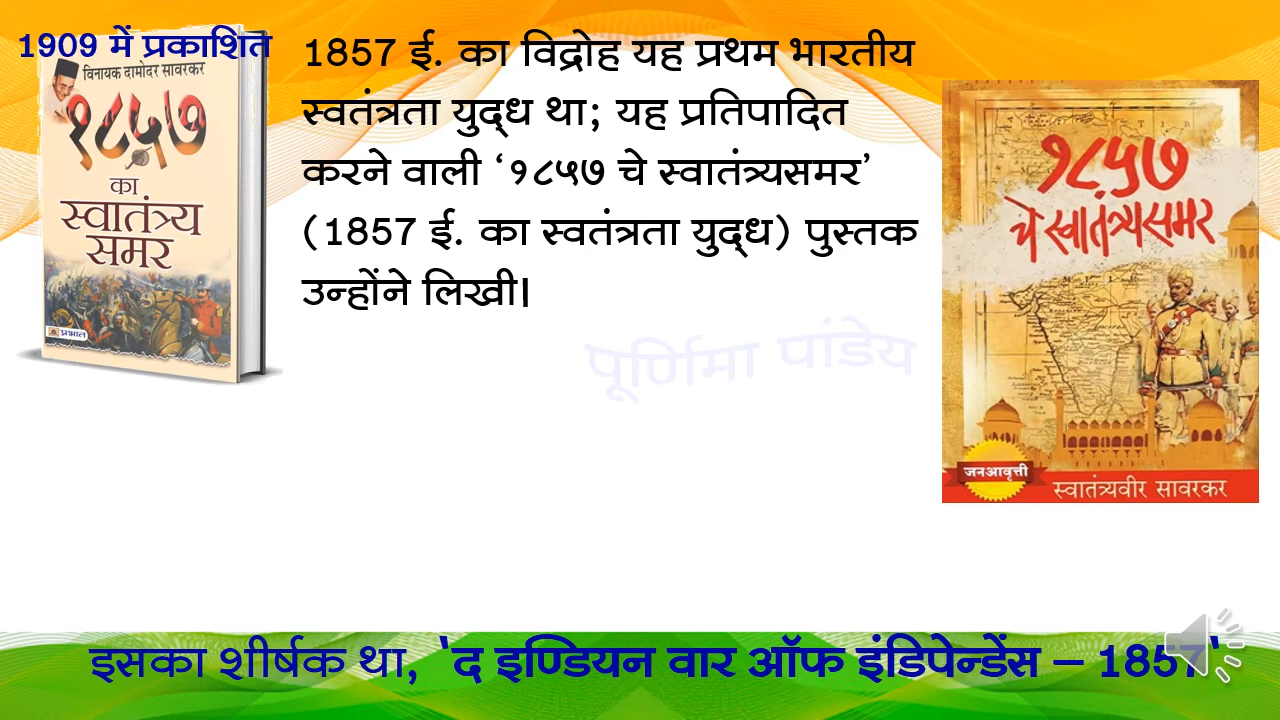 1909 में प्रकाशित
विनायक दामोदर सावरकर
१८५७
का
स्वातंत्र्य
समर
प्रभात
1857 ई. का विद्रोह यह प्रथम भारतीय
स्वतंत्रता युद्ध था; यह प्रतिपादित
करने वाली ‘१८५७ चे स्वातंत्र्यसमर’
(1857 ई. का स्वतंत्रता युद्ध) पुस्तक
उन्होंने लिखी।
पूर्णिमा पांडेय
१८५७
चे स्वातंत्र्यसमर
जनआवृत्ती
स्वातंत्र्यवीर सावरकर
इसका शीर्षक था, 'द इण्डियन वार ऑफ इंडिपेन्डेंस – 1857'